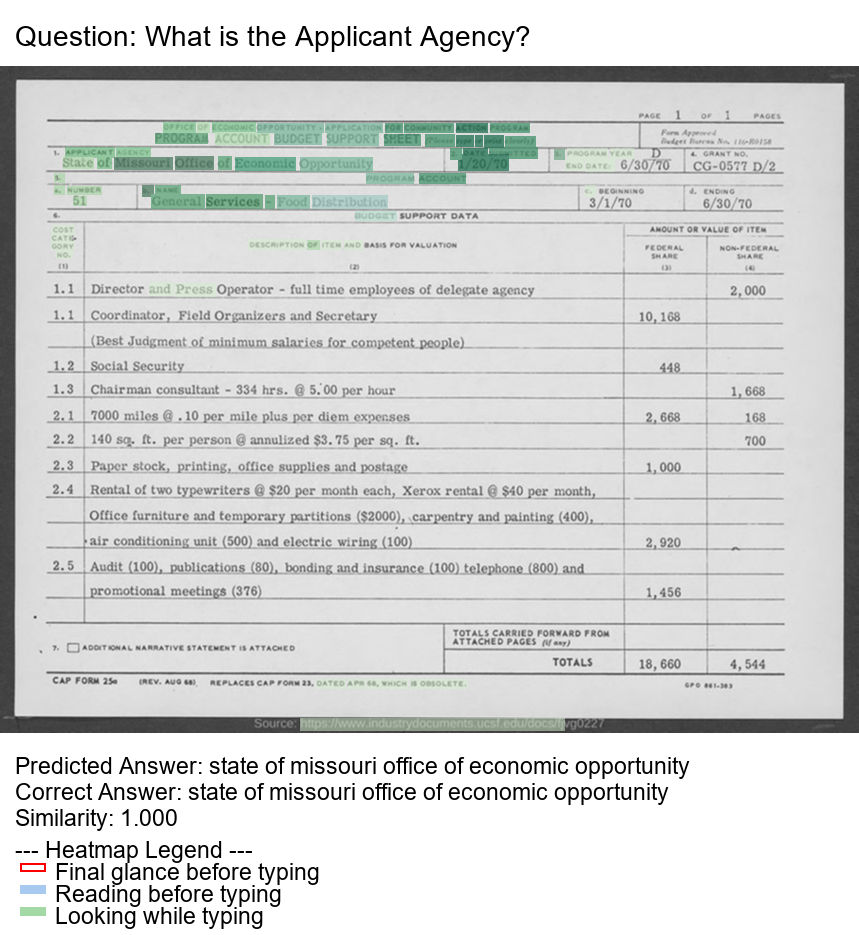 Question: What is the Applicant Agency?
PAGE 1 OF 1 PAGES
OFFICE OF ECONOMIC OPPORTUNITY - APPLICATION FOR COMMUNITY ACTION PROGRAM
PROGRAM ACCOUNT BUDGET SUPPORT SHEET (Please type or print clearly)
Form Approved
Budget Bureau No. 116-R0158
1. APPLICANT AGENCY
State of Missouri Office of Economic Opportunity
2. DATE SUBMITTED
1/20/70
3. PROGRAM YEAR D
END DATE: 6/30/70
4. GRANT NO.
CG-0577 D/2
5. PROGRAM ACCOUNT
a. NUMBER
51
b. NAME
General Services - Food Distribution
c. BEGINNING
3/1/70
d. ENDING
6/30/70
6. BUDGET SUPPORT DATA
COST CATE-GORY NO. (1)
DESCRIPTION OF ITEM AND BASIS FOR VALUATION (2)
AMOUNT OR VALUE OF ITEM
FEDERAL SHARE (3)
NON-FEDERAL SHARE (4)
1.1 Director and Press Operator - full time employees of delegate agency 2,000
1.1 Coordinator, Field Organizers and Secretary 10,168
(Best Judgment of minimum salaries for competent people)
1.2 Social Security 448
1.3 Chairman consultant - 334 hrs. @ 5.00 per hour 1,668
2.1 7000 miles @ .10 per mile plus per diem expenses 2,668 168
2.2 140 sq. ft. per person @ annulized $3.75 per sq. ft. 700
2.3 Paper stock, printing, office supplies and postage 1,000
2.4 Rental of two typewriters @ $20 per month each, Xerox rental @ $40 per month,
Office furniture and temporary partitions ($2000), carpentry and painting (400),
air conditioning unit (500) and electric wiring (100) 2,920
2.5 Audit (100), publications (80), bonding and insurance (100) telephone (800) and
promotional meetings (376) 1,456
7. ADDITIONAL NARRATIVE STATEMENT IS ATTACHED
TOTALS CARRIED FORWARD FROM
ATTACHED PAGES (if any)
TOTALS 18,660 4,544
CAP FORM 25a (REV. AUG 68) REPLACES CAP FORM 23, DATED APR 68, WHICH IS OBSOLETE.
GPO 861-383
Source: https://www.industrydocuments.ucsf.edu/docs/ vg0227
Predicted Answer: state of missouri office of economic opportunity
Correct Answer: state of missouri office of economic opportunity
Similarity: 1.000
--- Heatmap Legend ---
Final glance before typing
Reading before typing
Looking while typing